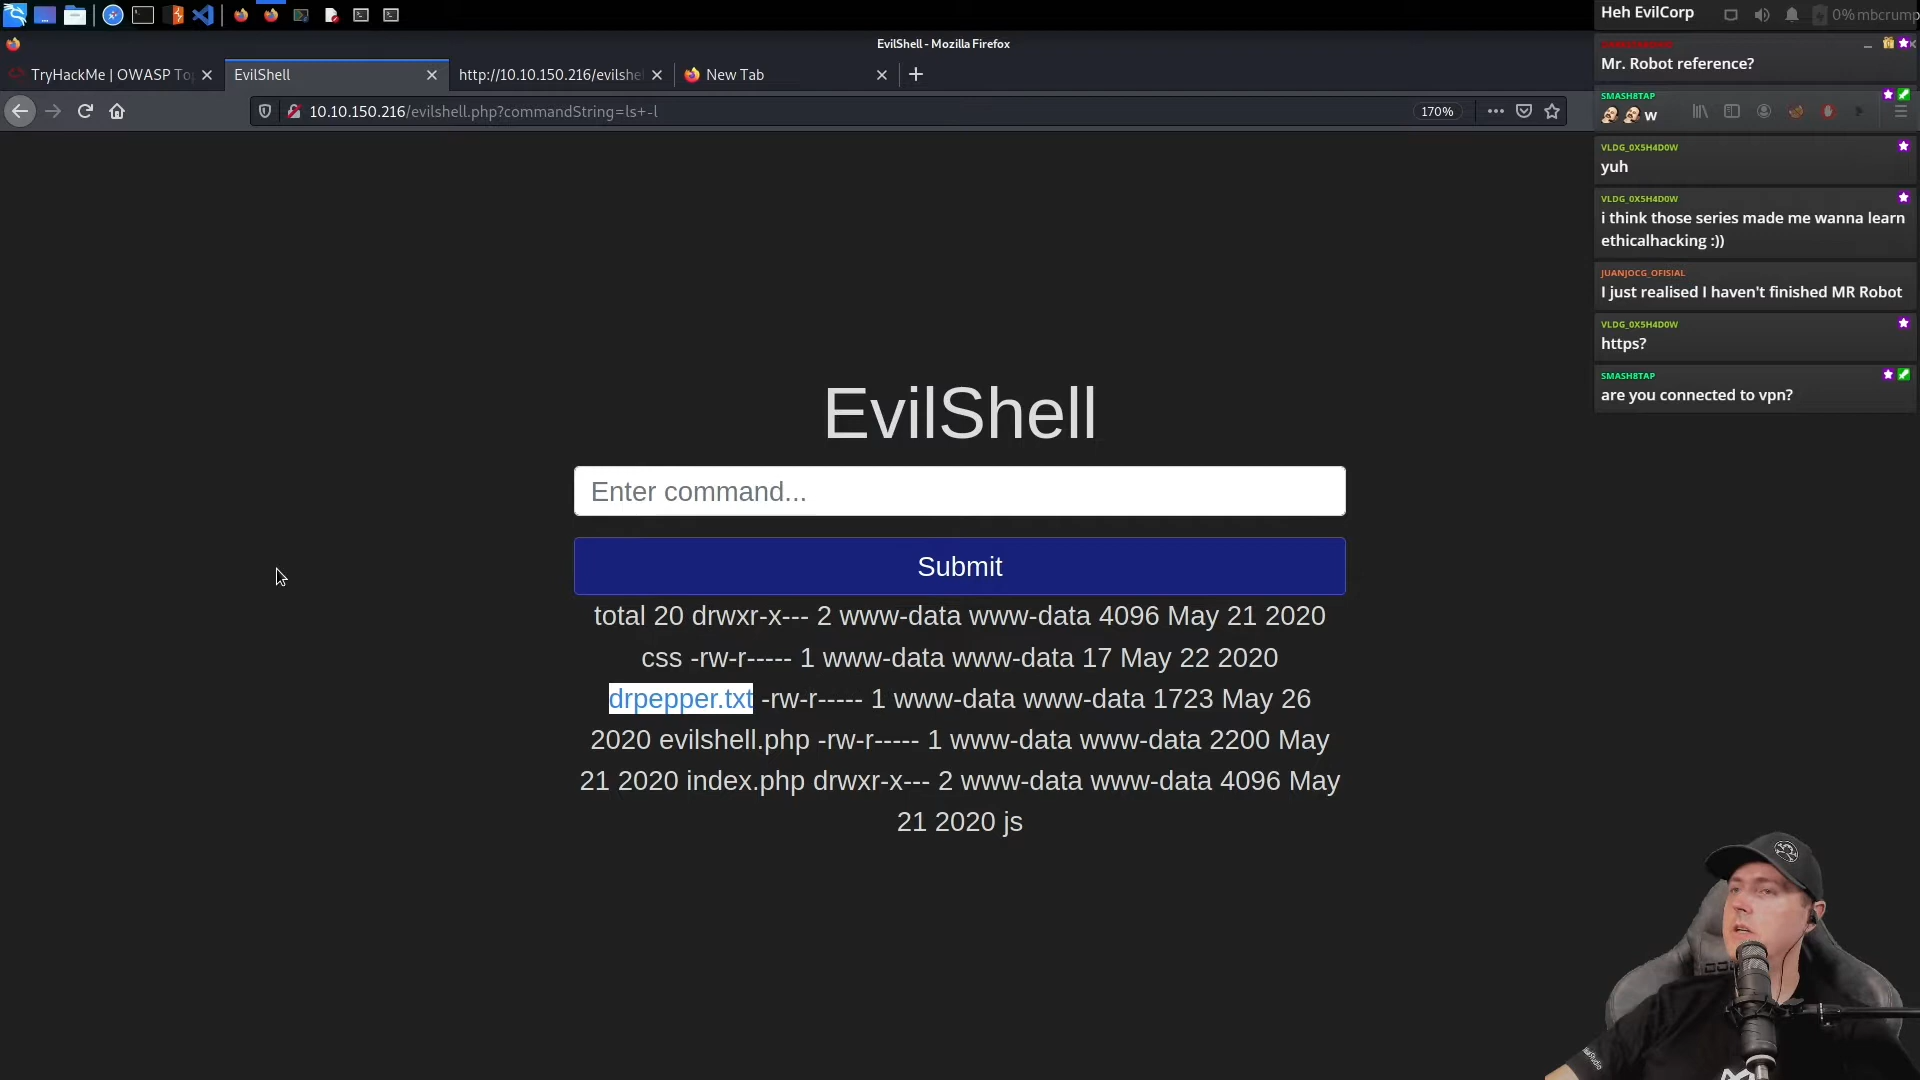 Heh EvilCorp
0% mbcrump
EvilShell - Mozilla Firefox
Mr. Robot reference?
TryHackMe | OWASP To
EvilShell
http://10.10.150.216/evilshe
New Tab
SMASH8TAP
w
10.10.150.216/evilshell.php?commandString=ls+-l
170%
VLDG_0X5H4D0W
yuh
VLDG_0X5H4D0W
i think those series made me wanna learn
ethicalhacking :))
JUANJOCG_OFISIAL
I just realised I haven't finished MR Robot
VLDG_0X5H4D0W
https?
SMASH8TAP
are you connected to vpn?
EvilShell
Enter command...
Submit
total 20 drwxr-x--- 2 www-data www-data 4096 May 21 2020
css -rw-r----- 1 www-data www-data 17 May 22 2020
drpepper.txt -rw-r----- 1 www-data www-data 1723 May 26
2020 evilshell.php -rw-r----- 1 www-data www-data 2200 May
21 2020 index.php drwxr-x--- 2 www-data www-data 4096 May
21 2020 js